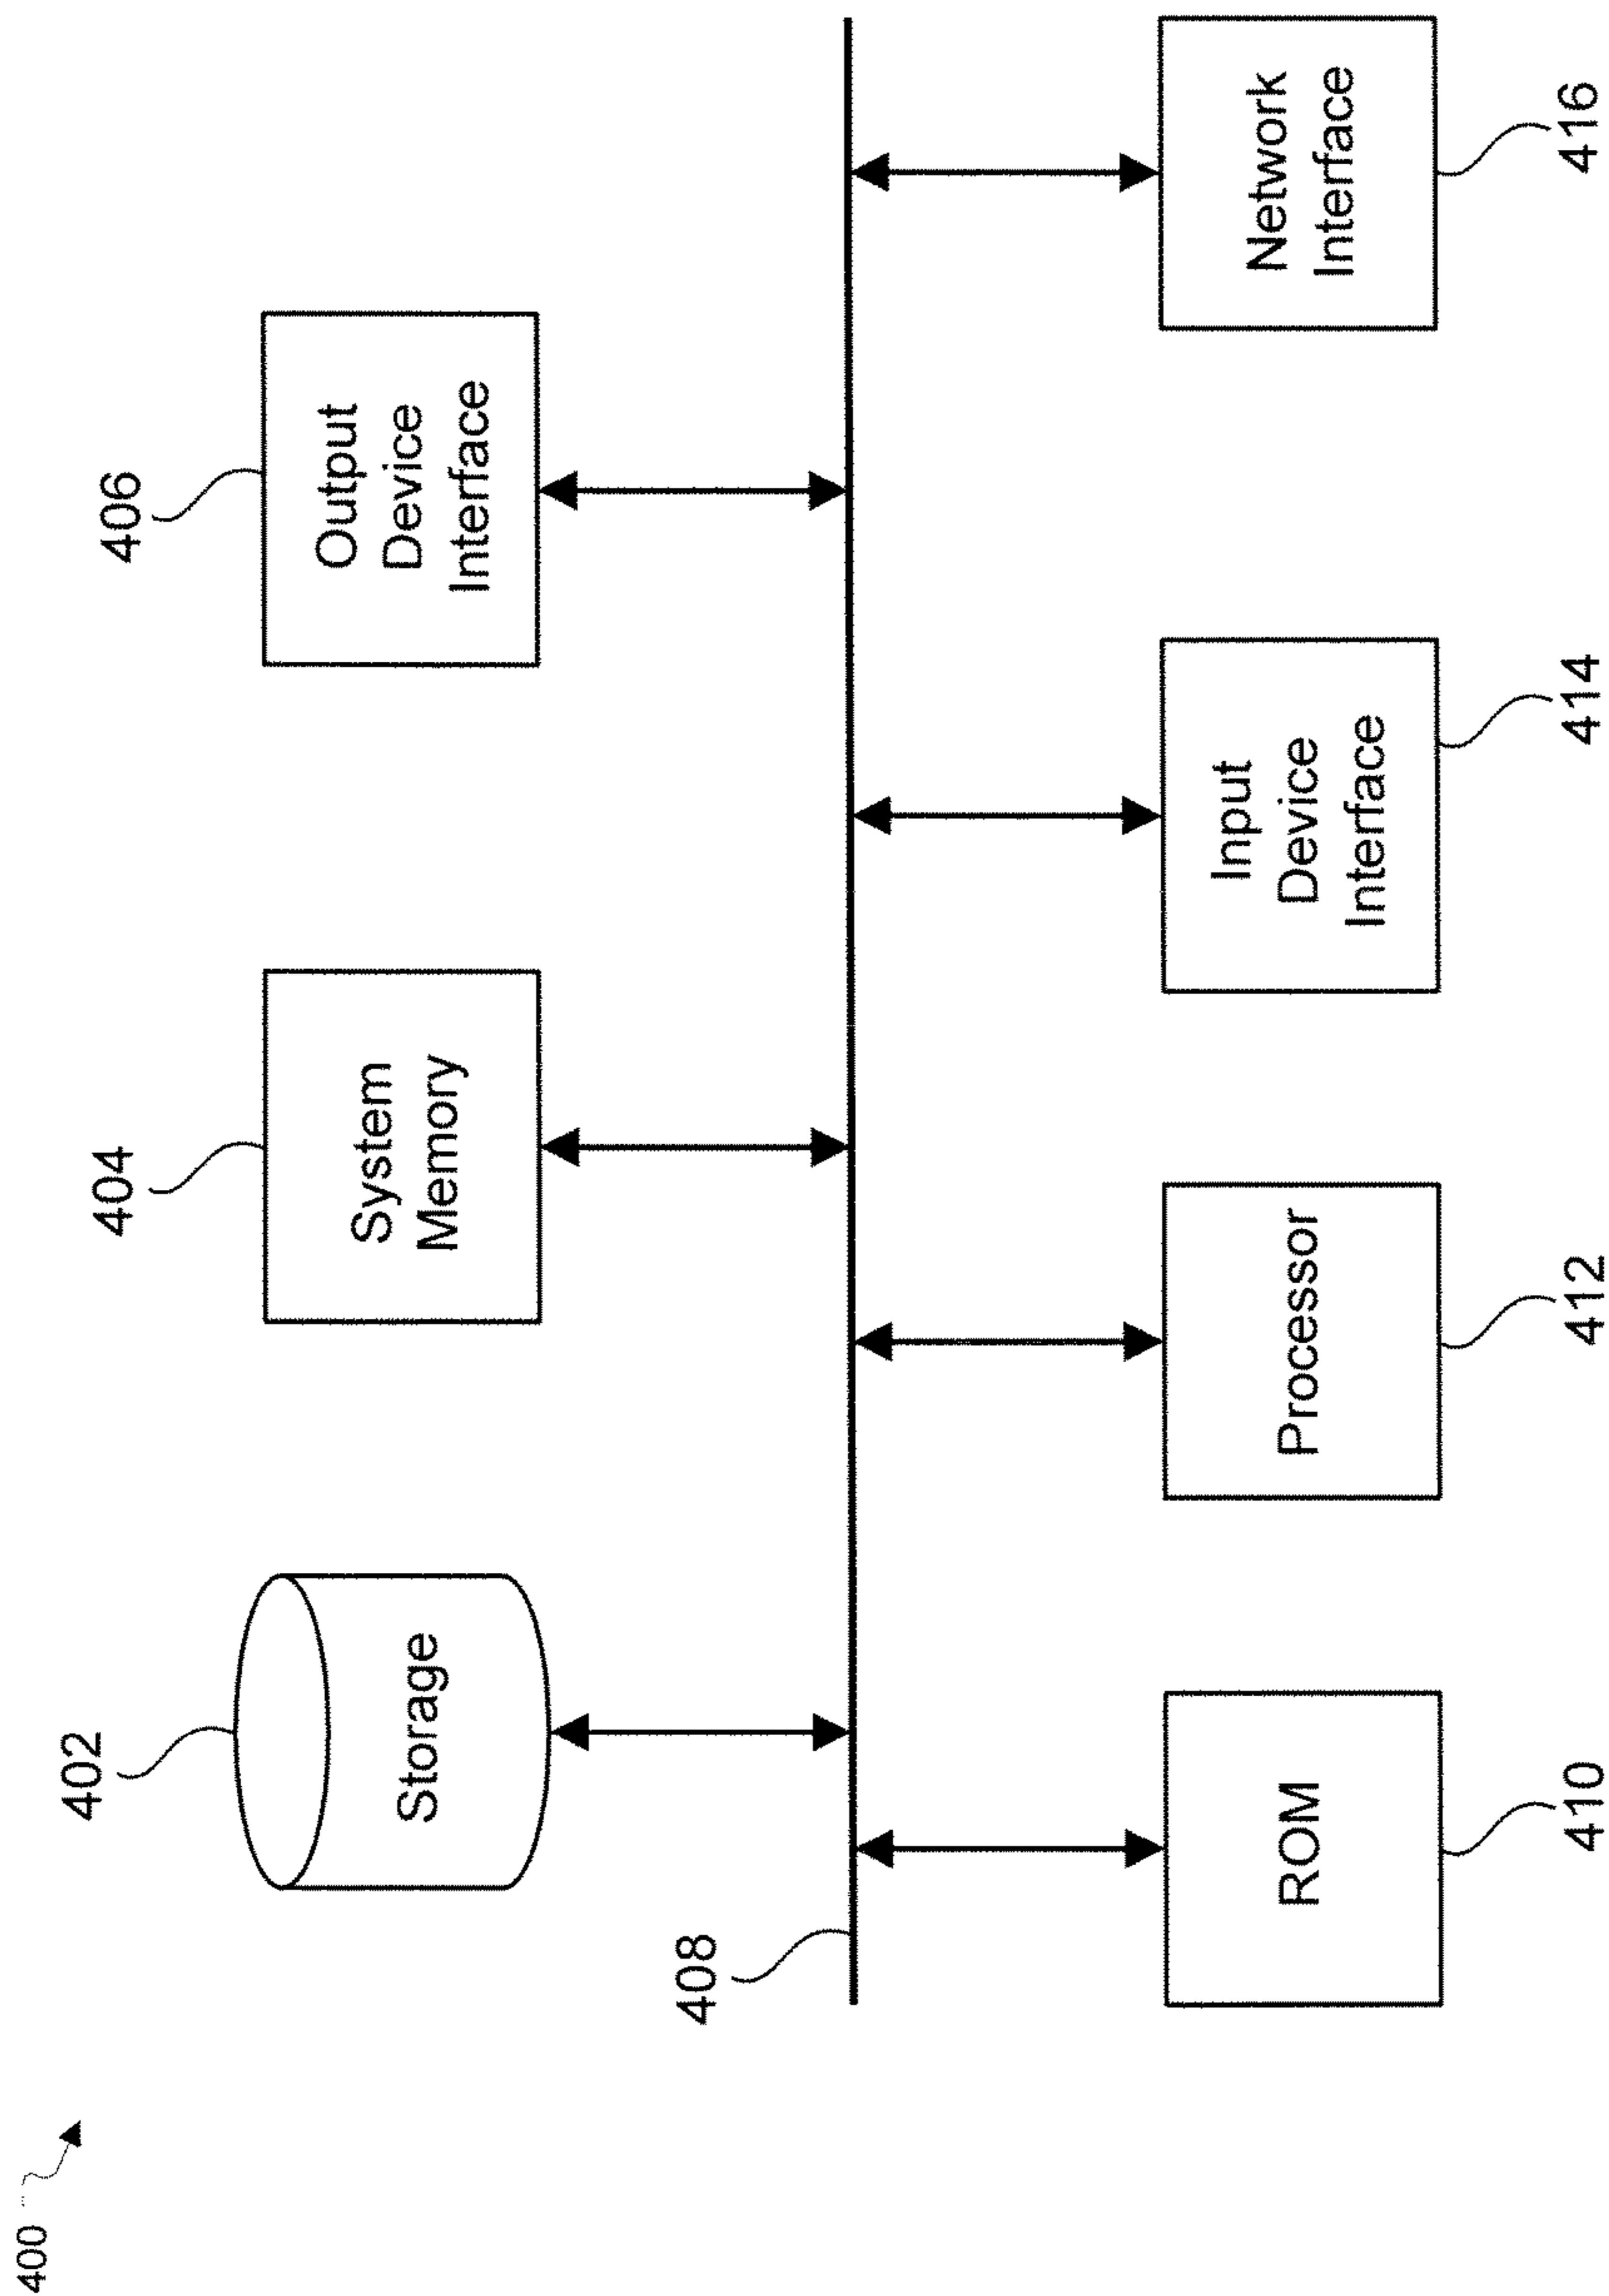 400
402
Storage
404
System
Memory
406
Output
Device
Interface
408
ROM
410
Processor
412
Input
Device
Interface
414
Network
Interface
416